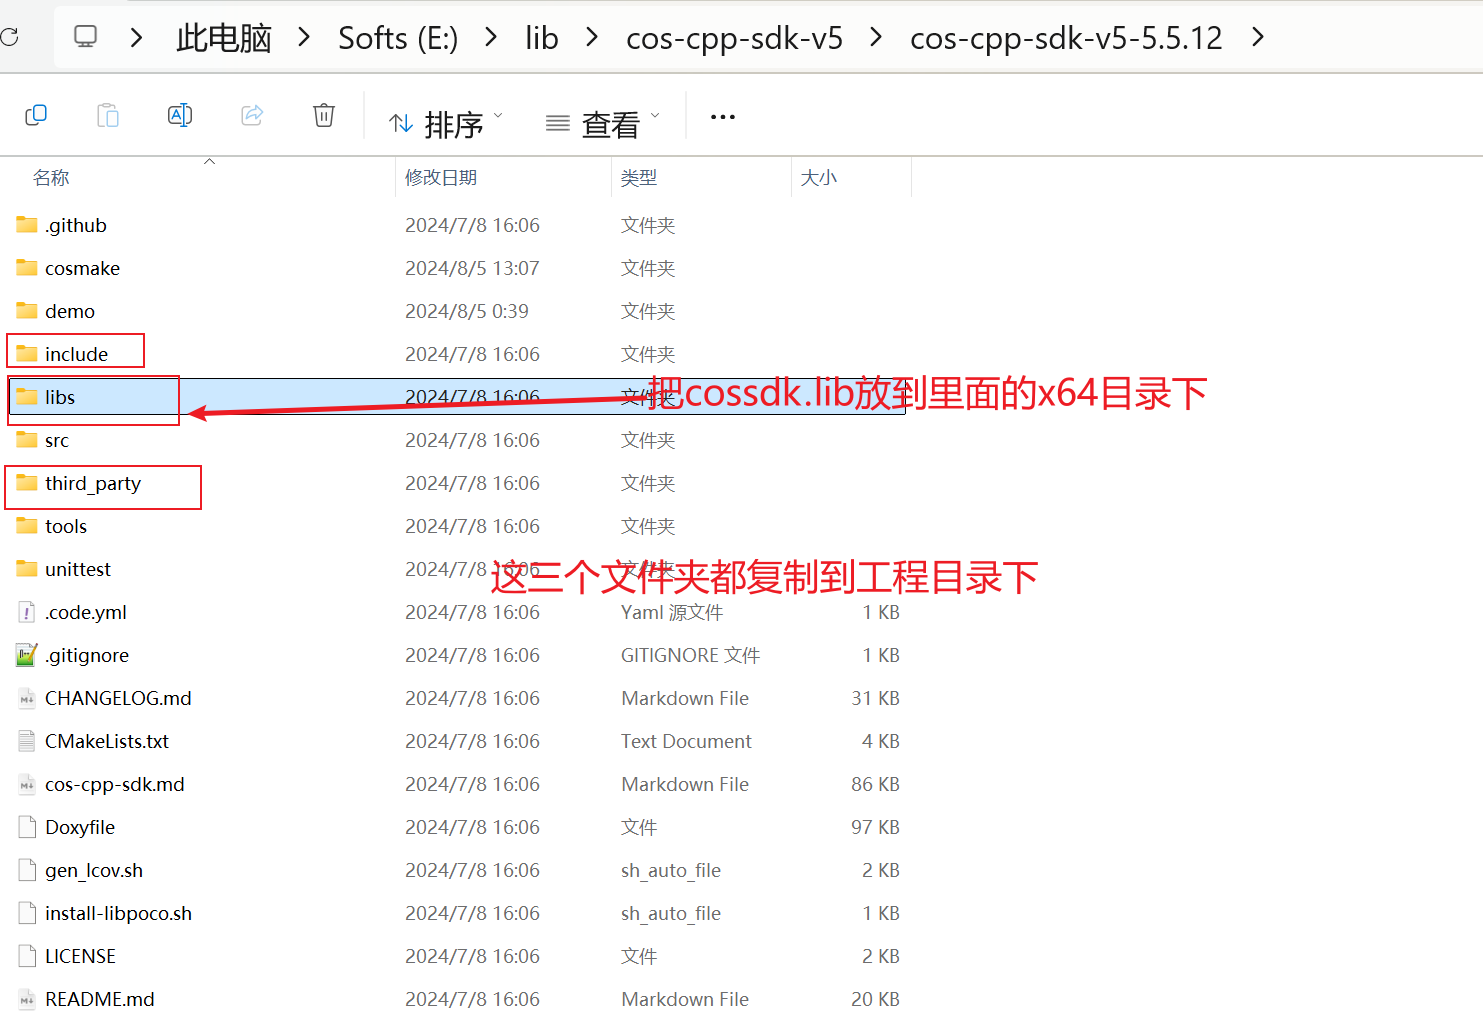 此电脑 > Softs (E:) > lib > cos-cpp-sdk-v5 > cos-cpp-sdk-v5-5.5.12 >
排序 查看 ...
名称 修改日期 类型 大小
.github 2024/7/8 16:06 文件夹
cosmake 2024/8/5 13:07 文件夹
demo 2024/8/5 0:39 文件夹
include 2024/7/8 16:06 文件夹
libs 2024/7/8 16:06 文件夹
把cossdk.lib放到里面的x64目录下
src 2024/7/8 16:06 文件夹
third_party 2024/7/8 16:06 文件夹
tools 2024/7/8 16:06 文件夹
unittest 2024/7/8 16:06 文件夹
这三个文件夹都复制到工程目录下
.code.yml 2024/7/8 16:06 Yaml 源文件 1 KB
.gitignore 2024/7/8 16:06 GITIGNORE 文件 1 KB
CHANGELOG.md 2024/7/8 16:06 Markdown File 31 KB
CMakeLists.txt 2024/7/8 16:06 Text Document 4 KB
cos-cpp-sdk.md 2024/7/8 16:06 Markdown File 86 KB
Doxyfile 2024/7/8 16:06 文件 97 KB
gen_lcov.sh 2024/7/8 16:06 sh_auto_file 2 KB
install-libpoco.sh 2024/7/8 16:06 sh_auto_file 1 KB
LICENSE 2024/7/8 16:06 文件 2 KB
README.md 2024/7/8 16:06 Markdown File 20 KB